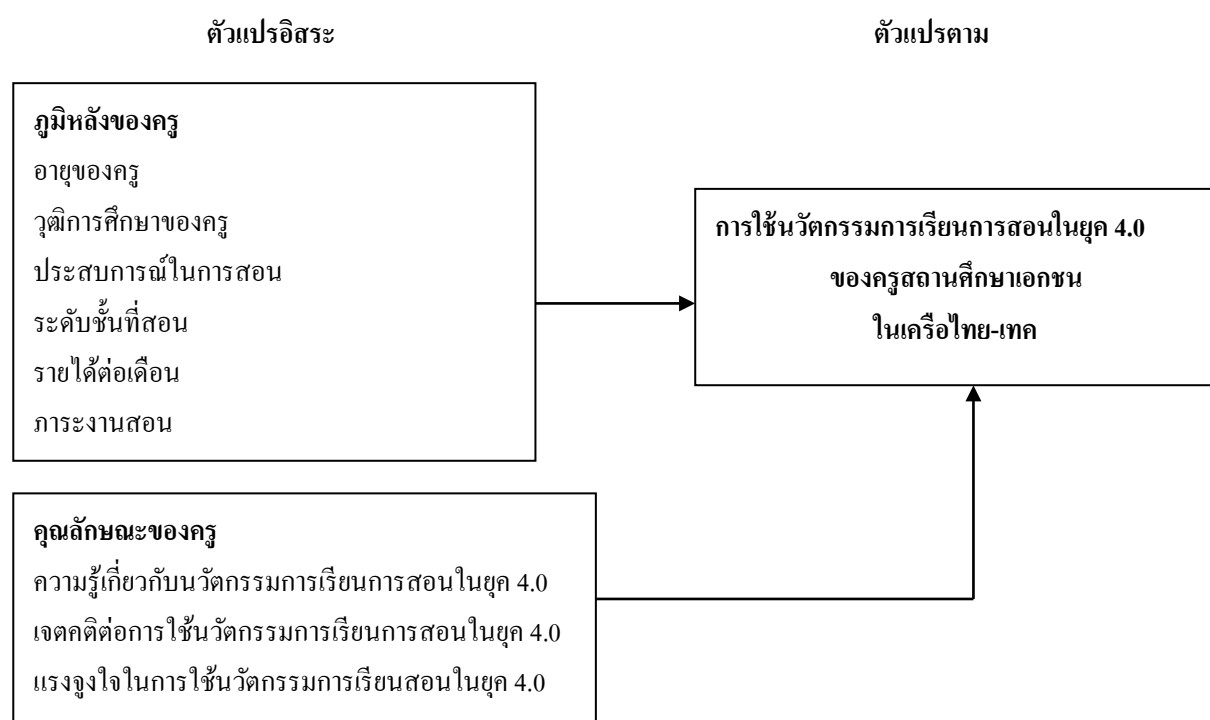 ตัวแปรอิสระ
ตัวแปรตาม
ภูมิหลังของครู
อายุของครู
วุฒิการศึกษาของครู
ประสบการณ์ในการสอน
ระดับชั้นที่สอน
รายได้ต่อเดือน
ภาระงานสอน
การใช้นวัตกรรมการเรียนการสอนในยุค 4.0
ของครูสถานศึกษาเอกชน
ในเครือไทย-เทค
คุณลักษณะของครู
ความรู้เกี่ยวกับนวัตกรรมการเรียนการสอนในยุค 4.0
เจตคติต่อการใช้นวัตกรรมการเรียนการสอนในยุค 4.0
แรงจูงใจในการใช้นวัตกรรมการเรียนสอนในยุค 4.0